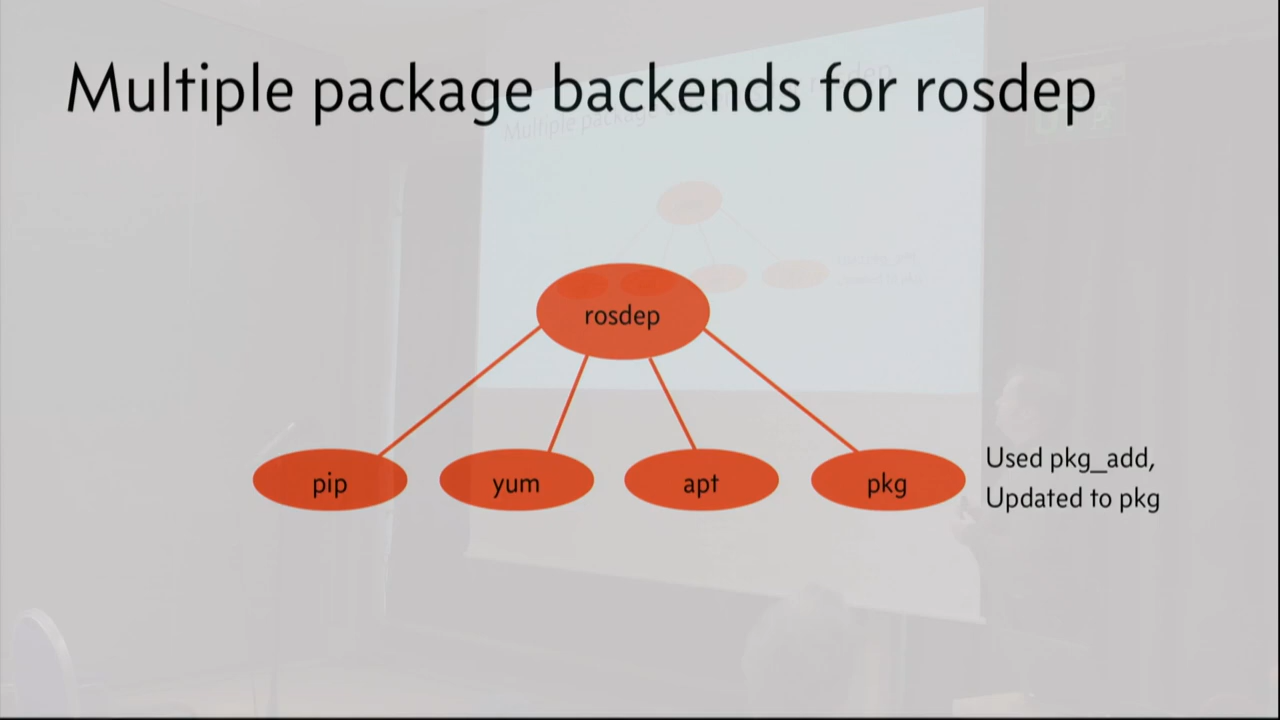 Multiple package backends for rosdep
rosdep
pip
yum
apt
pkg
Used pkg_add,
Updated to pkg